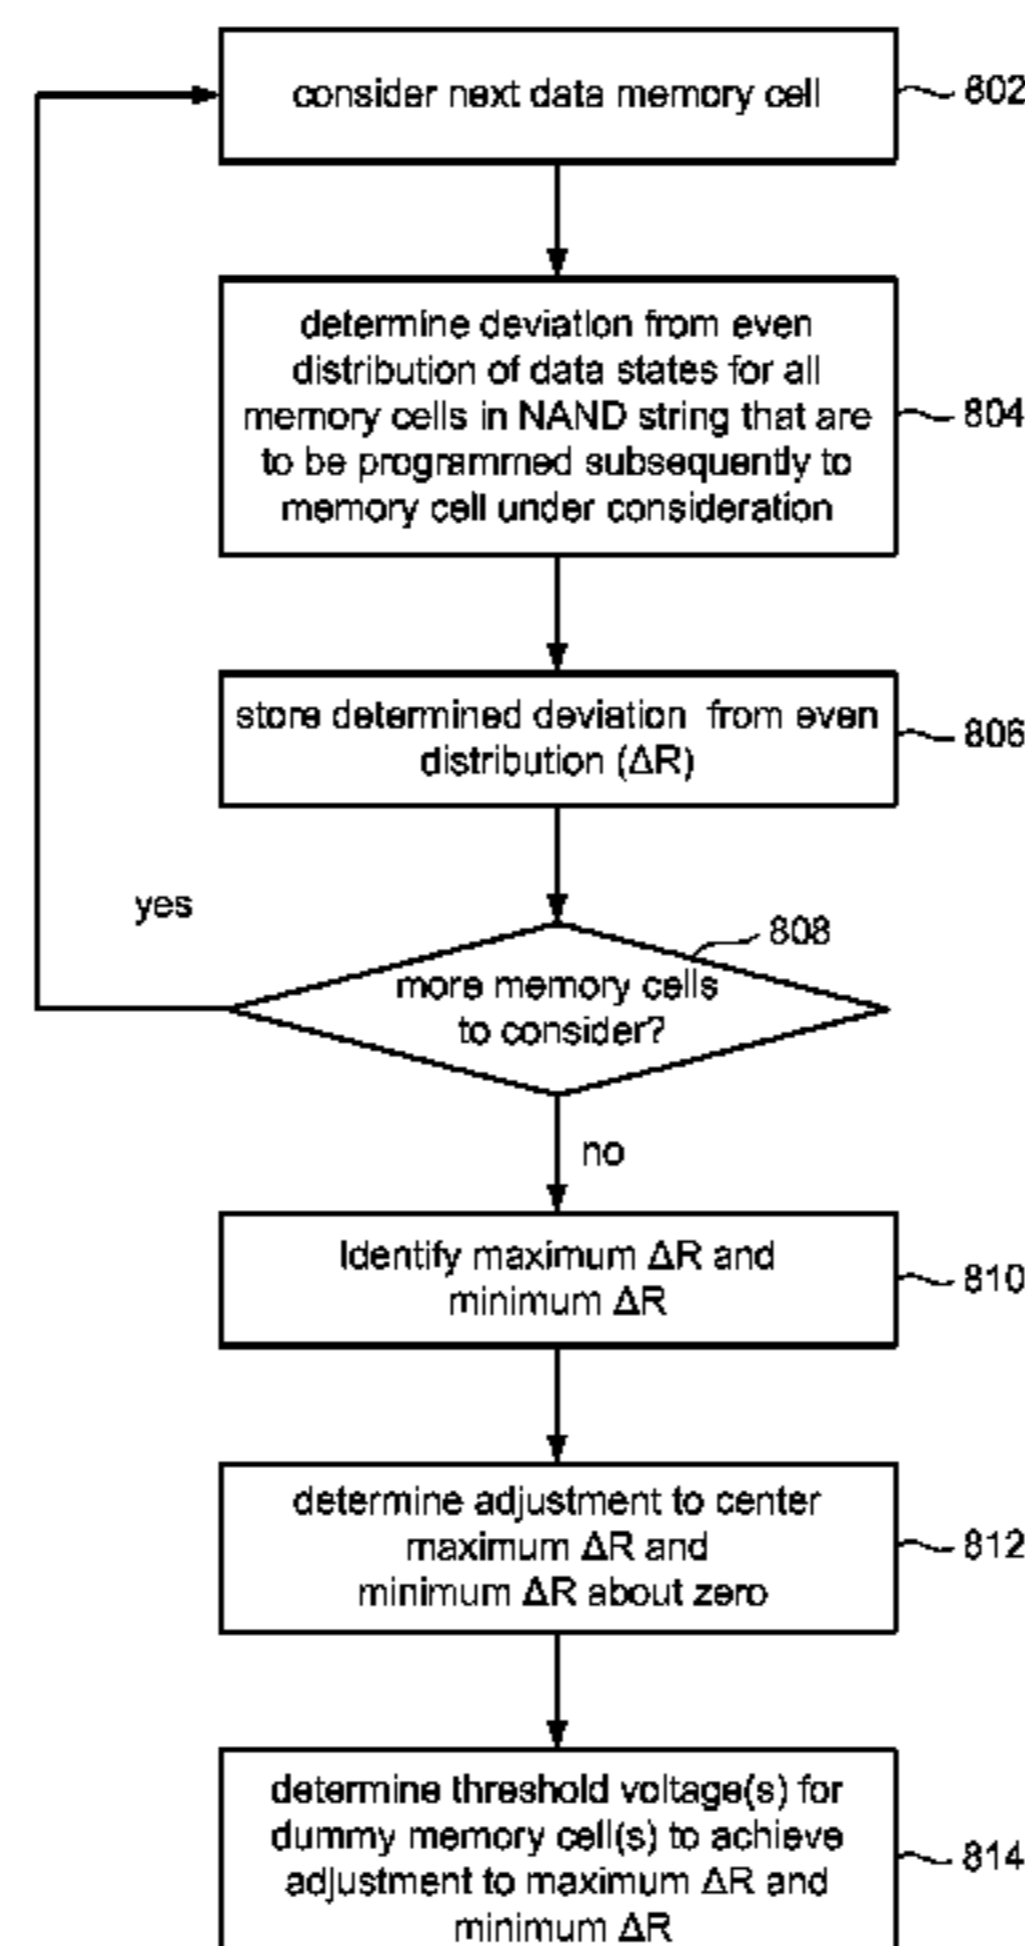 consider next data memory cell
802
determine deviation from even
distribution of data states for all
memory cells in NAND string that are
to be programmed subsequently to
memory cell under consideration
804
store determined deviation from even
distribution (ΔR)
806
yes
808
more memory cells
to consider?
no
Identify maximum ΔR and
minimum ΔR
810
determine adjustment to center
maximum ΔR and
minimum ΔR about zero
812
determine threshold voltage(s) for
dummy memory cell(s) to achieve
adjustment to maximum ΔR and
minimum ΔR
814